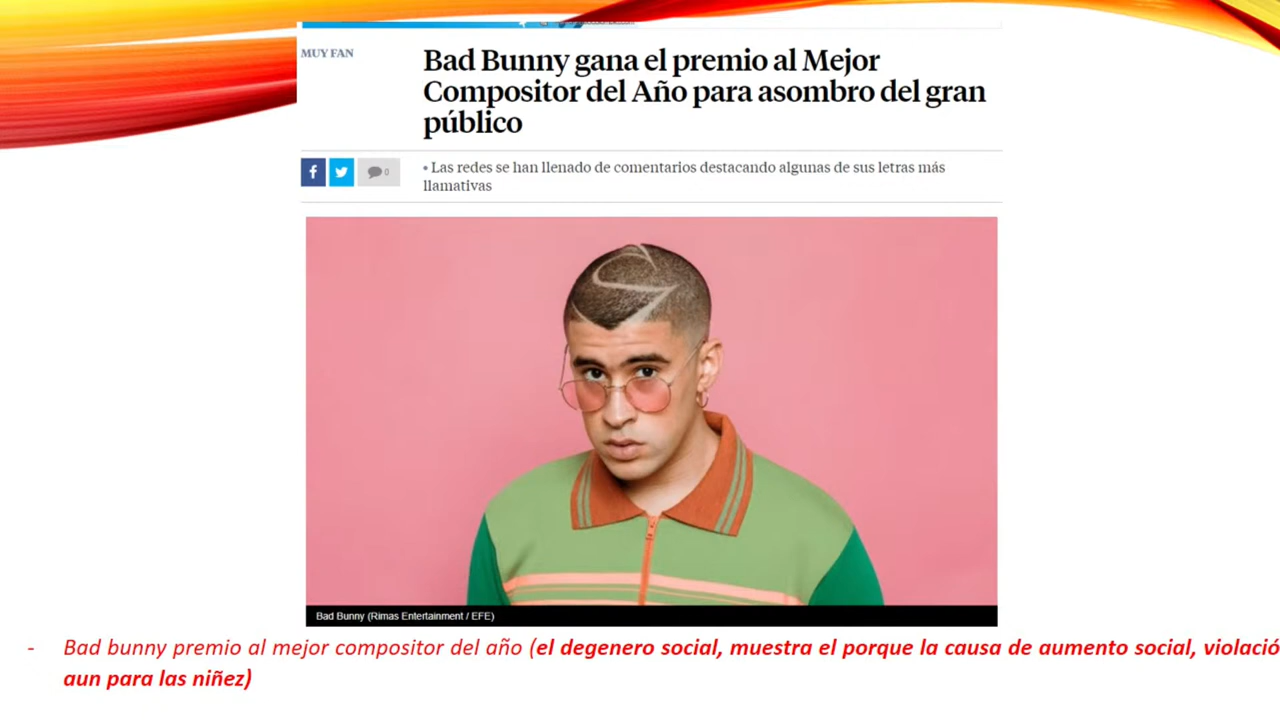 MUY FAN
Bad Bunny gana el premio al Mejor
Compositor del Año para asombro del gran
público
0
• Las redes se han llenado de comentarios destacando algunas de sus letras más
llamativas
Bad Bunny (Rimas Entertainment / EFE)
- Bad bunny premio al mejor compositor del año (el degenero social, muestra el porque la causa de aumento social, violació
aun para las niñez)